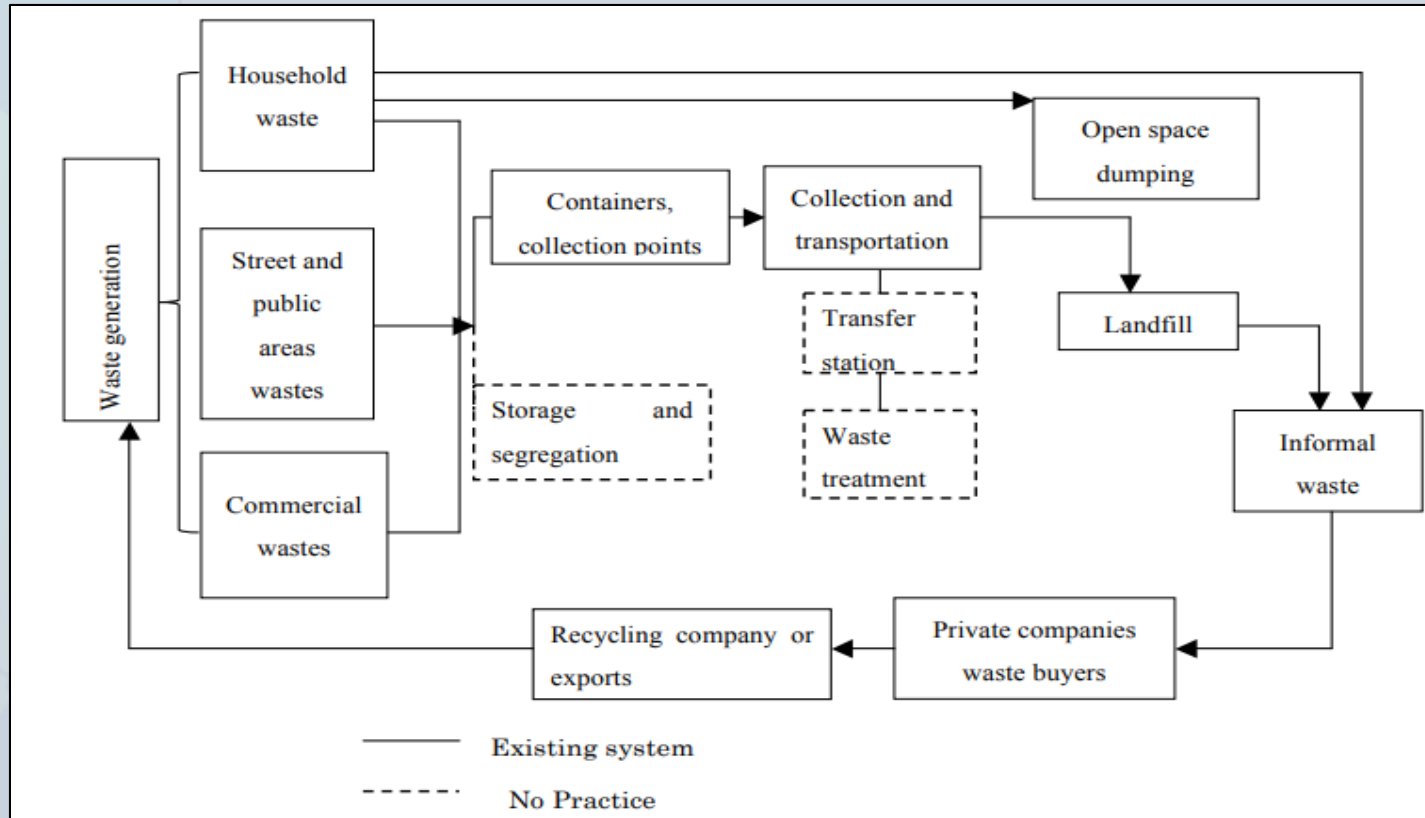 Household
waste
Open space
dumping
Waste generation
Containers,
collection points
Collection and
transportation
Street and
public
areas
wastes
Transfer
station
Landfill
Storage and
segregation
Waste
treatment
Informal
waste
Commercial
wastes
Recycling company or
exports
Private companies
waste buyers
Existing system
No Practice